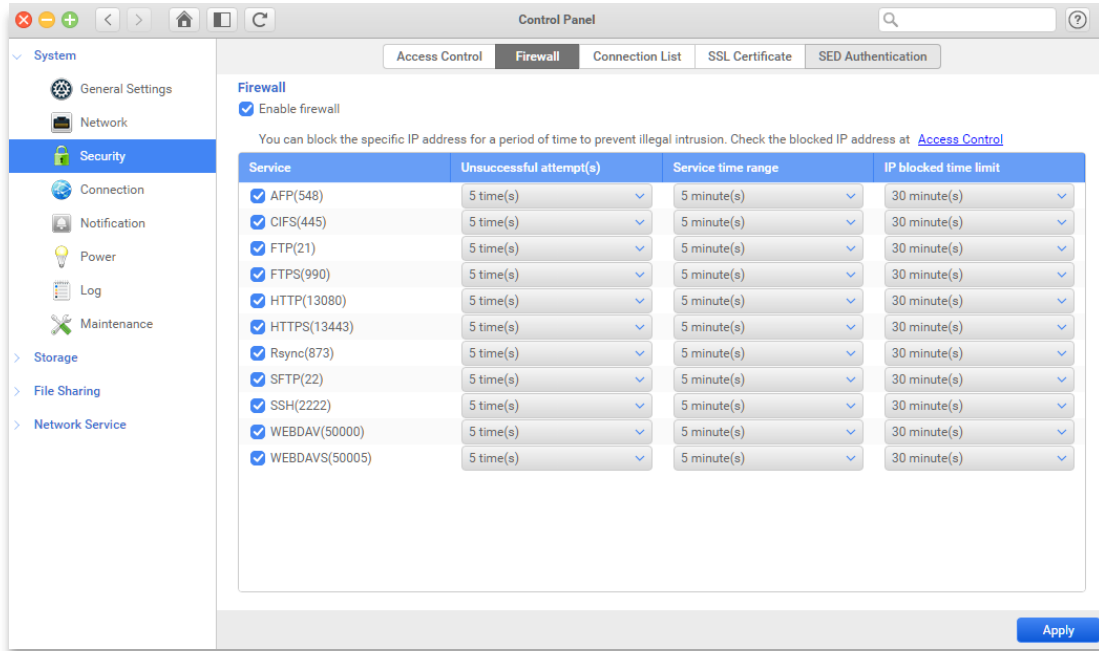 Control Panel
System
General Settings
Network
Security
Connection
Notification
Power
Log
Maintenance
Storage
File Sharing
Network Service
Access Control Firewall Connection List SSL Certificate SED Authentication
Firewall
Enable firewall
You can block the specific IP address for a period of time to prevent illegal intrusion. Check the blocked IP address at Access Control
Service Unsuccessful attempt(s) Service time range IP blocked time limit
AFP(548) 5 time(s) 5 minute(s) 30 minute(s)
CIFS(445) 5 time(s) 5 minute(s) 30 minute(s)
FTP(21) 5 time(s) 5 minute(s) 30 minute(s)
FTPS(990) 5 time(s) 5 minute(s) 30 minute(s)
HTTP(13080) 5 time(s) 5 minute(s) 30 minute(s)
HTTPS(13443) 5 time(s) 5 minute(s) 30 minute(s)
Rsync(873) 5 time(s) 5 minute(s) 30 minute(s)
SFTP(22) 5 time(s) 5 minute(s) 30 minute(s)
SSH(2222) 5 time(s) 5 minute(s) 30 minute(s)
WEBDAV(50000) 5 time(s) 5 minute(s) 30 minute(s)
WEBDAVS(50005) 5 time(s) 5 minute(s) 30 minute(s)
Apply